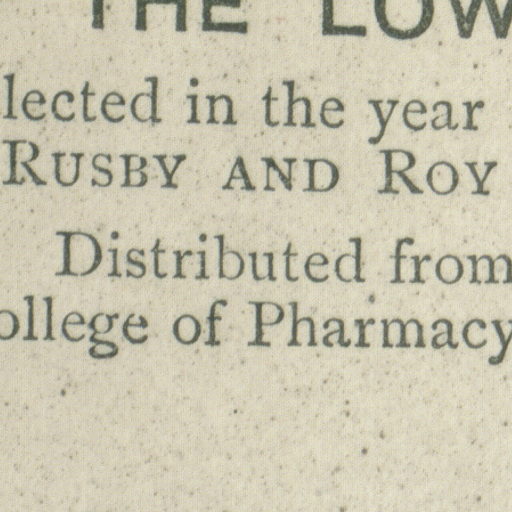 THE LOW
lected in the year
RUSBY AND ROY
Distributed from
ollege of Pharmacy